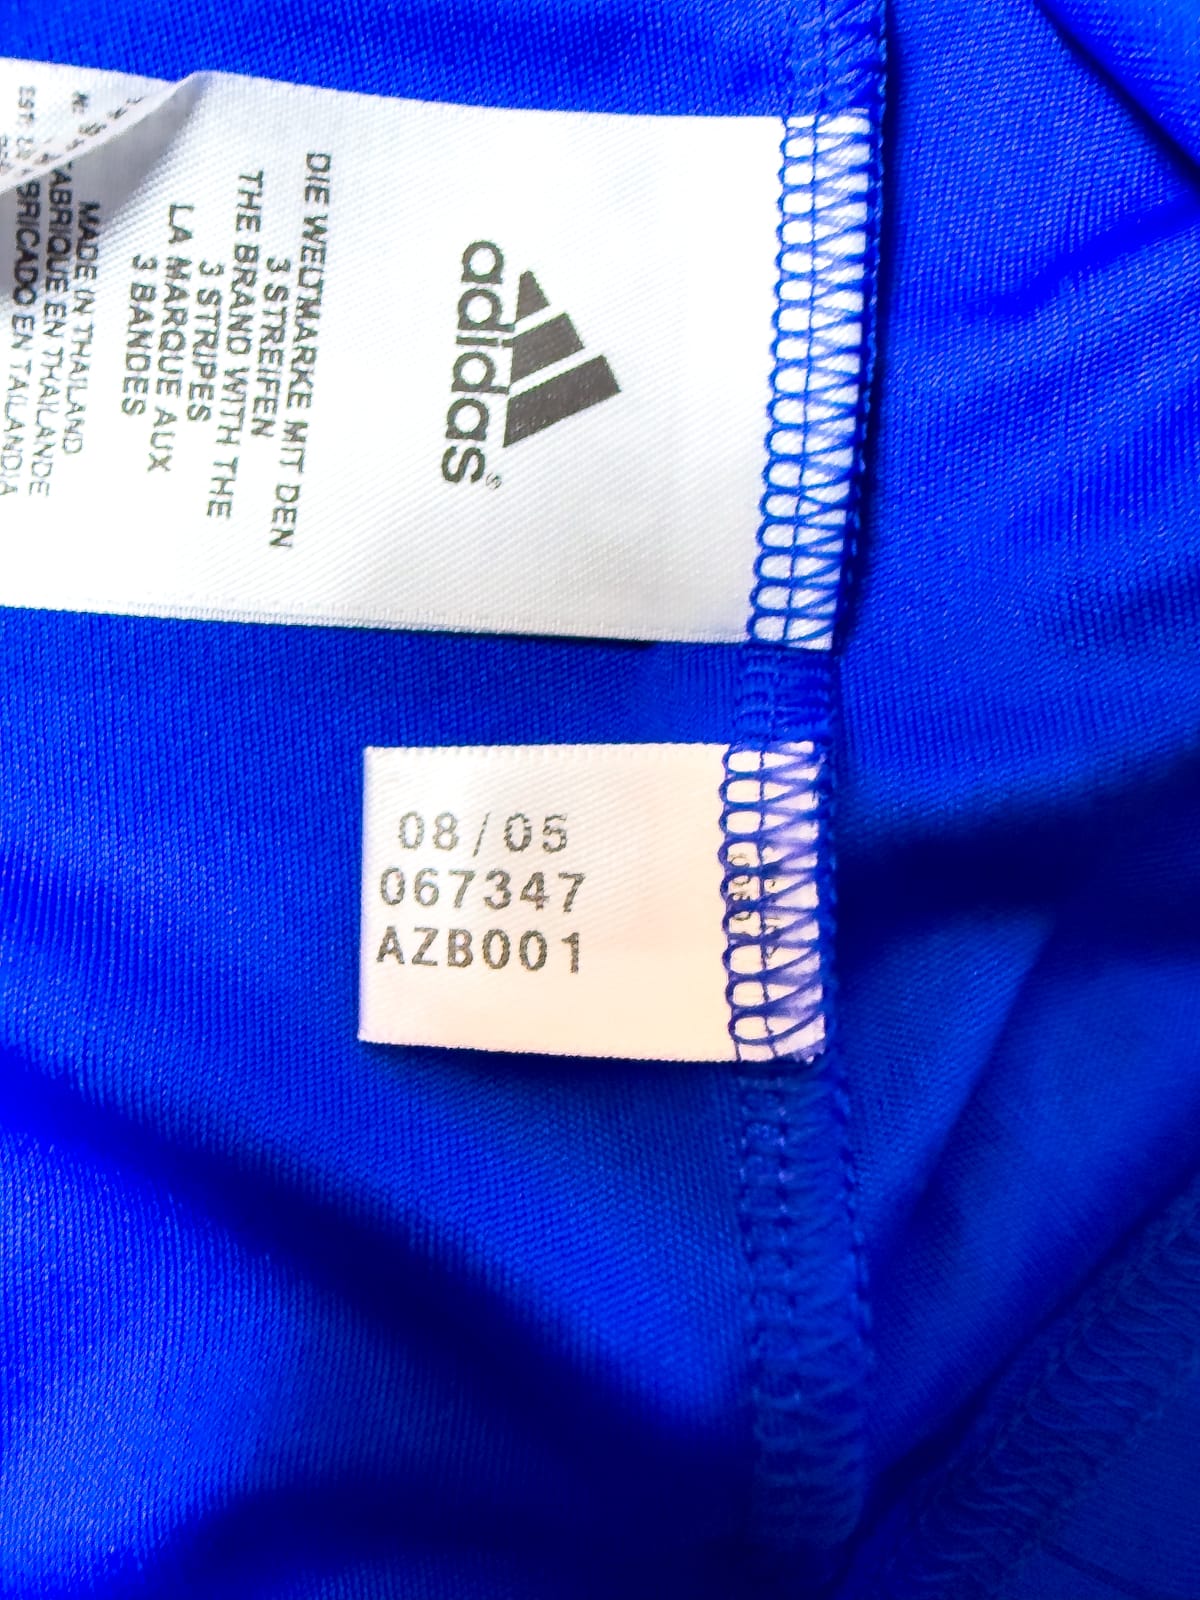 adidas®
DIE WELTMARKE MIT DEN
3 STREIFEN
THE BRAND WITH THE
3 STRIPES
LA MARQUE AUX
3 BANDES
MADE IN THAILAND
FABRIQUE EN THAILANDE
FABRICADO EN TAILANDIA
08/05
067347
AZB001